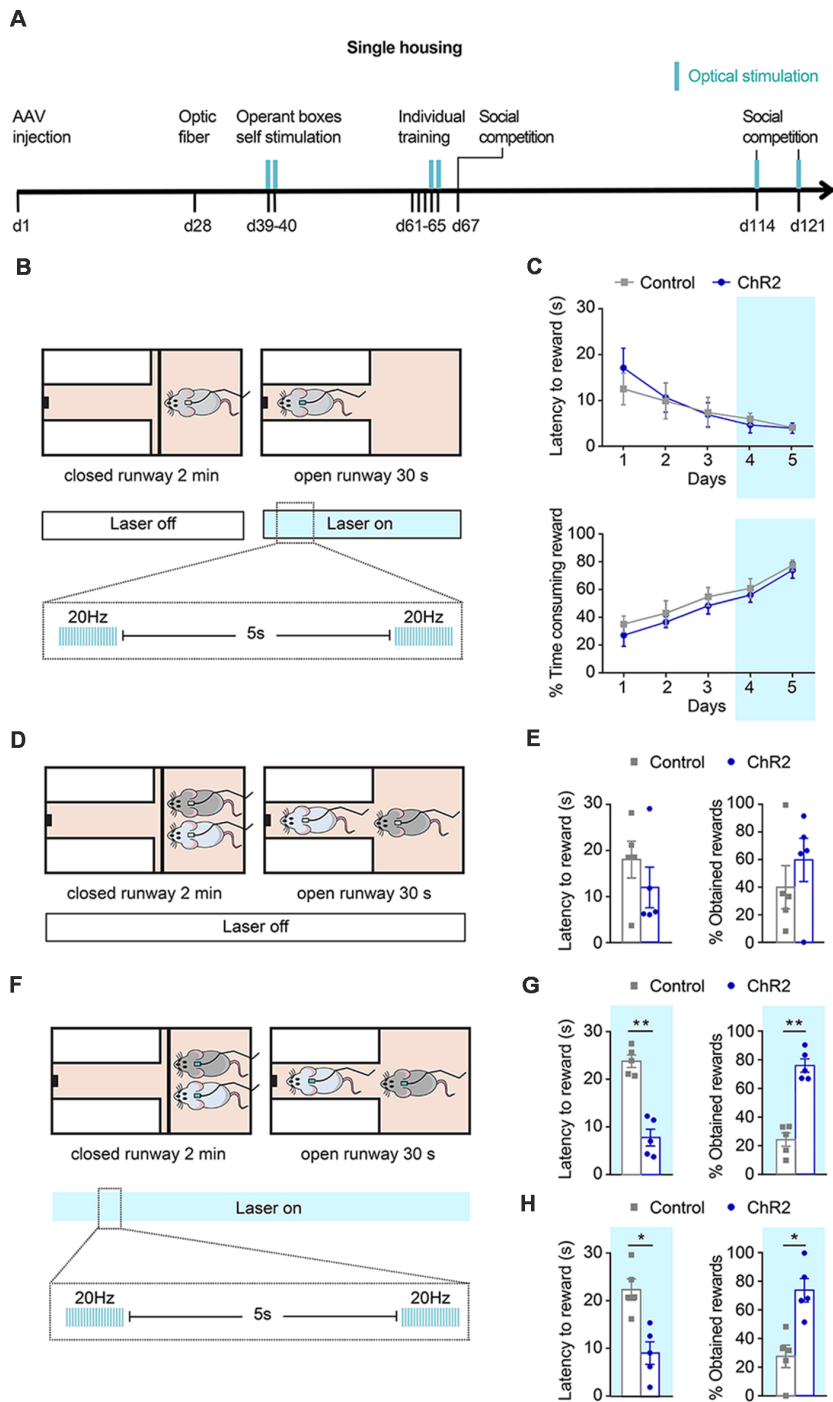 A
Single housing
Optical stimulation
AAV
injection
Optic
fiber
Operant boxes
self stimulation
Individual
training
Social
competition
Social
competition
d1
d28
d39-40
d61-65
d67
d114
d121
B
closed runway 2 min
open runway 30 s
Laser off
Laser on
20Hz
5s
20Hz
C
Control
ChR2
Latency to reward (s)
30
20
10
0
1 2 3 4 5
Days
% Time consuming reward
100
80
60
40
20
0
1 2 3 4 5
Days
D
closed runway 2 min
open runway 30 s
Laser off
E
Control
ChR2
Latency to reward (s)
30
20
10
0
% Obtained rewards
100
80
60
40
20
0
F
closed runway 2 min
open runway 30 s
Laser on
20Hz
5s
20Hz
G
Control
ChR2
Latency to reward (s)
30
20
10
0
**
% Obtained rewards
100
80
60
40
20
0
**
H
Control
ChR2
Latency to reward (s)
30
20
10
0
*
% Obtained rewards
100
80
60
40
20
0
*